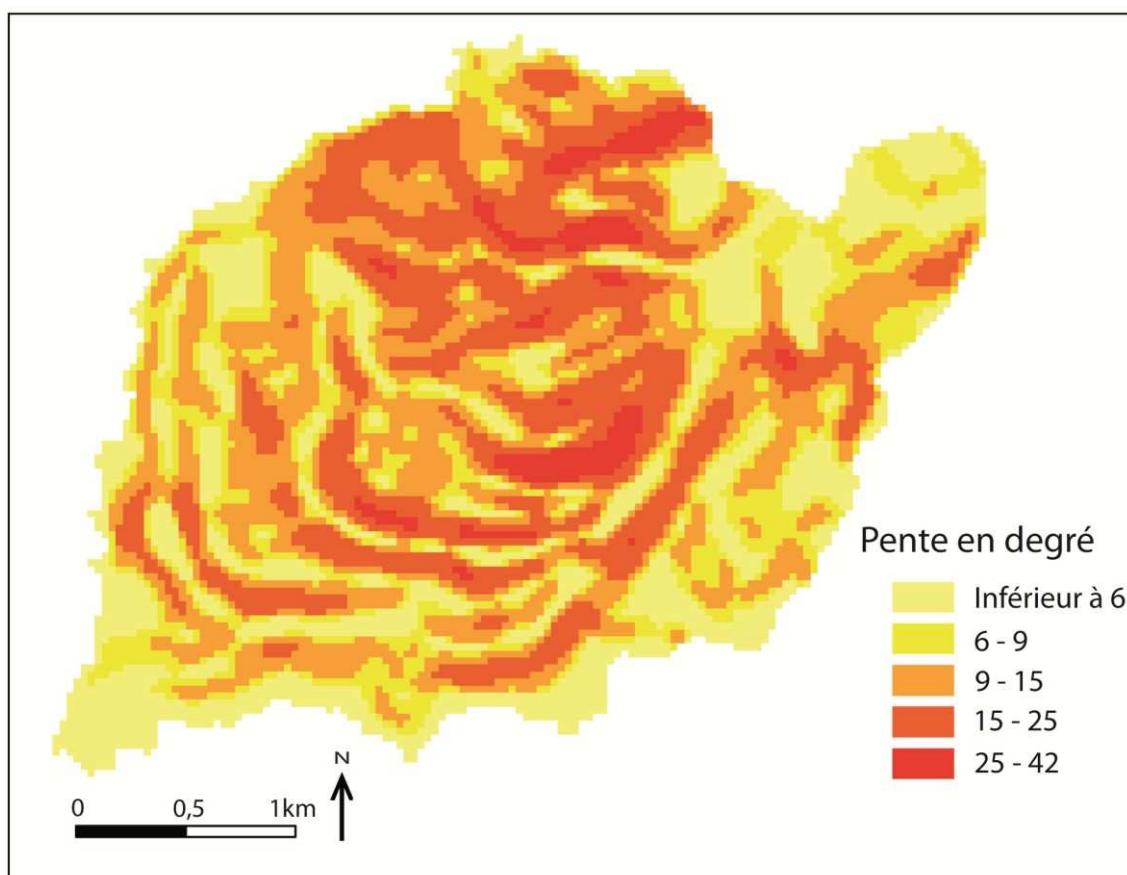 Pente en degré
Inférieur à 6
6 - 9
9 - 15
15 - 25
25 - 42
N
0 0,5 1km